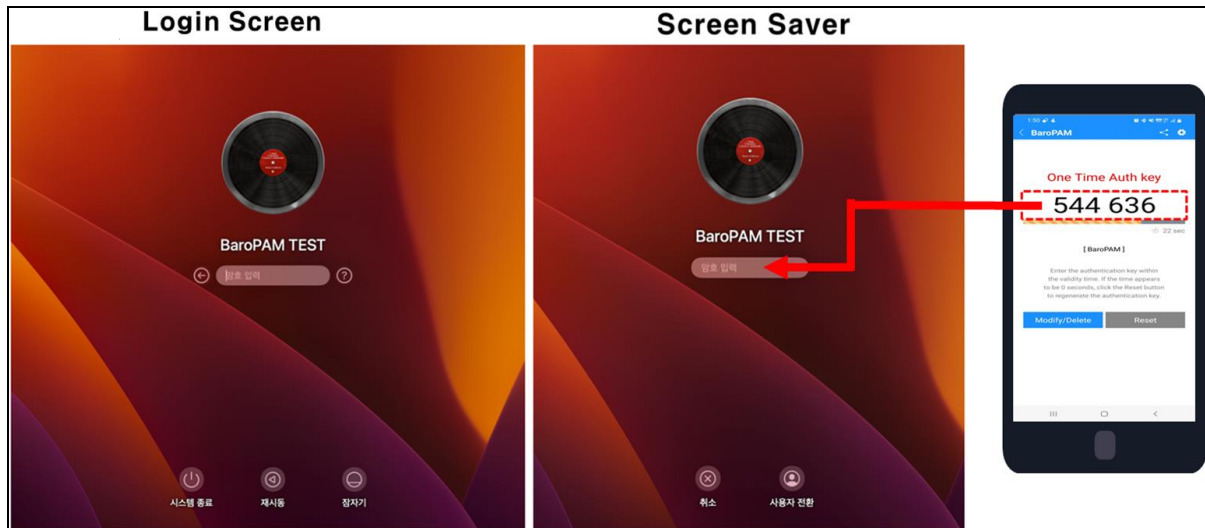 Login Screen
Screen Saver
BaroPAM TEST
암호 입력
?
시스템 종료
재시동
잠자기
BaroPAM TEST
암호 입력
취소
사용자 전환
1:50
BaroPAM
One Time Auth key
544 636
22 sec
[ BaroPAM ]
Enter the authentication key within
the validity time. If the time appears
to be 0 seconds, click the Reset button
to regenerate the authentication key.
Modify/Delete
Reset